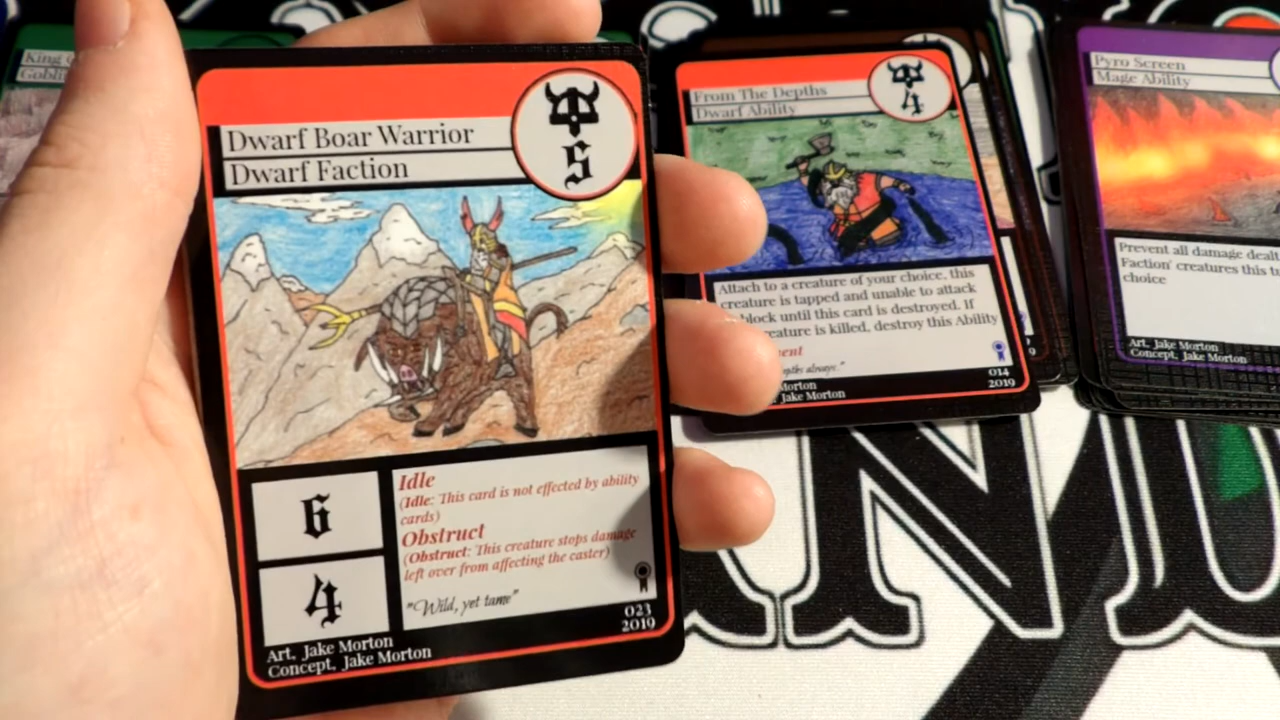 Dwarf Boar Warrior
Dwarf Faction
5
6
4
Idle
(Idle: This card is not effected by ability
cards)
Obstruct
(Obstruct: This creature stops damage
left over from affecting the caster)
"Wild, yet tame"
023
2019
Art, Jake Morton
Concept, Jake Morton
King
From The Depths
Dwarf Ability
4
Attach to a creature of your choice, this
creature is tapped and unable to attack
block until this card is destroyed. If
creature is killed, destroy this Ability
always."
014
2019
Morton
Jake Morton
Pyro Screen
Mage Ability
Prevent all damage dealt
Faction' creatures this
choice
Art, Jake Morton
Concept, Jake Morton